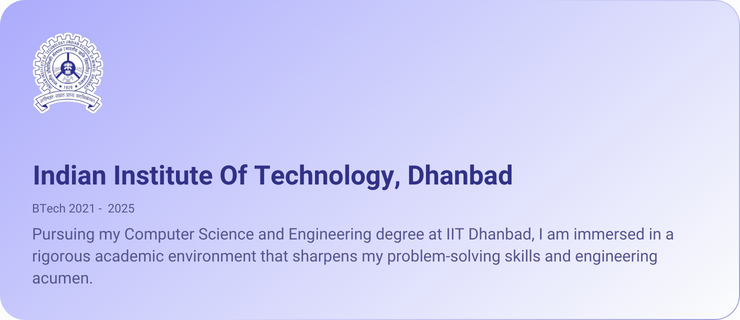 Indian Institute Of Technology, Dhanbad
BTech 2021 - 2025
Pursuing my Computer Science and Engineering degree at IIT Dhanbad, I am immersed in a
rigorous academic environment that sharpens my problem-solving skills and engineering
acumen.